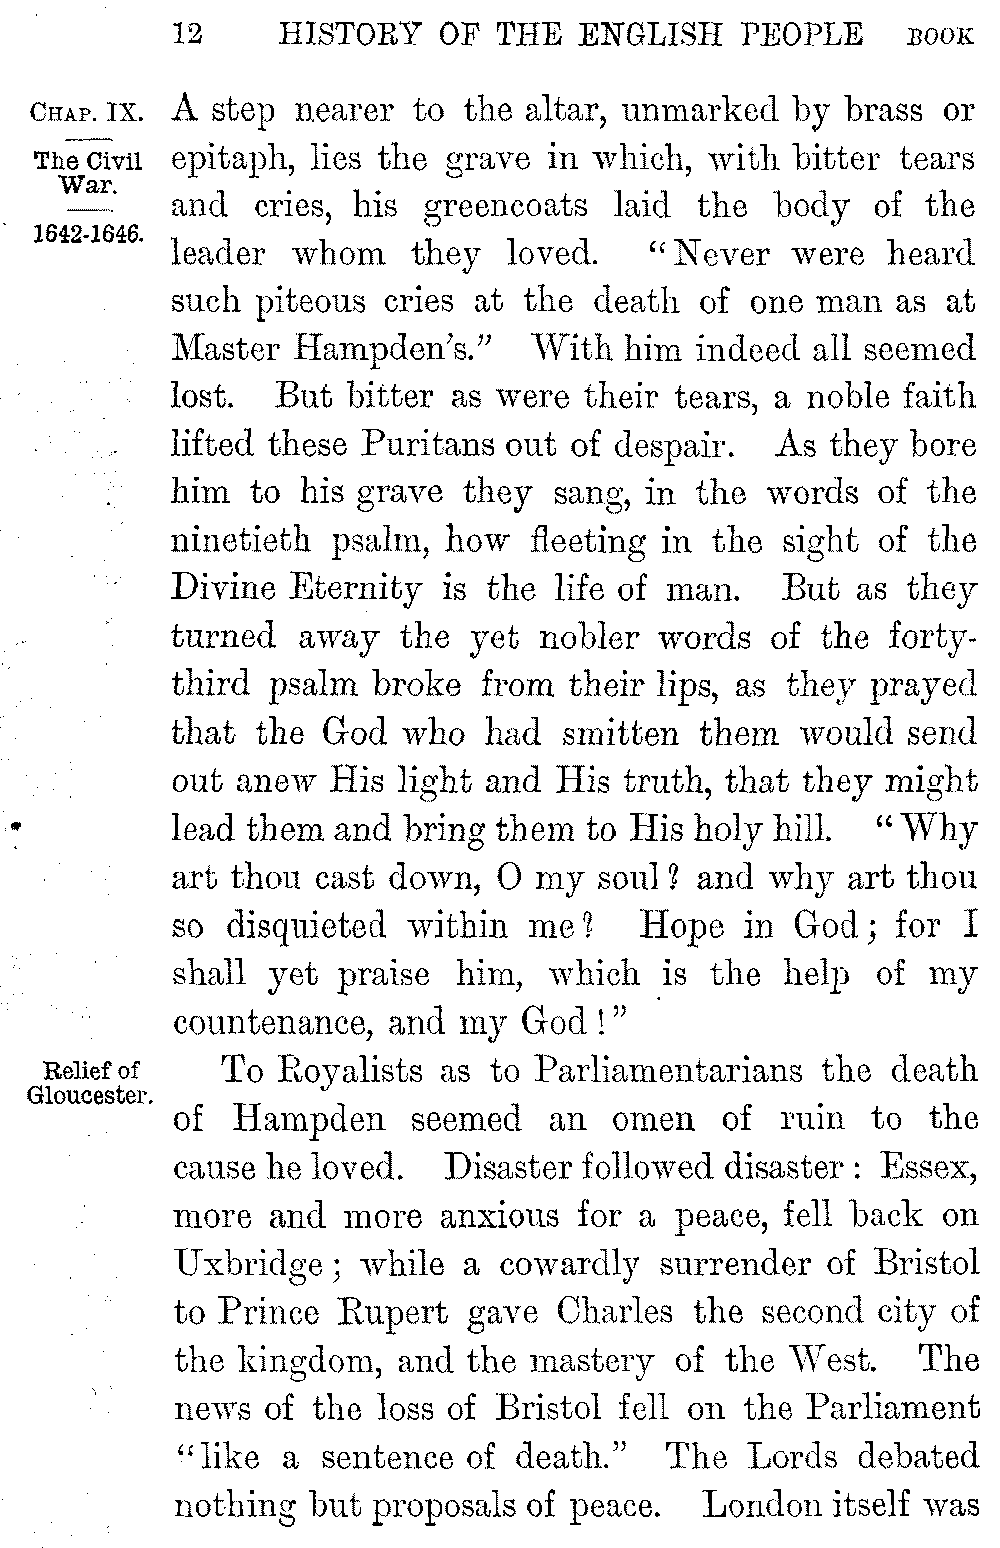 12 HISTORY OF THE ENGLISH PEOPLE BOOK
CHAP. IX.
The Civil
War.
1642-1646.
A step nearer to the altar, unmarked by brass or
epitaph, lies the grave in which, with bitter tears
and cries, his greencoats laid the body of the
leader whom they loved. “Never were heard
such piteous cries at the death of one man as at
Master Hampden’s.” With him indeed all seemed
lost. But bitter as were their tears, a noble faith
lifted these Puritans out of despair. As they bore
him to his grave they sang, in the words of the
ninetieth psalm, how fleeting in the sight of the
Divine Eternity is the life of man. But as they
turned away the yet nobler words of the forty-
third psalm broke from their lips, as they prayed
that the God who had smitten them would send
out anew His light and His truth, that they might
lead them and bring them to His holy hill. “Why
art thou cast down, O my soul? and why art thou
so disquieted within me? Hope in God; for I
shall yet praise him, which is the help of my
countenance, and my God!”
Relief of
Gloucester.
To Royalists as to Parliamentarians the death
of Hampden seemed an omen of ruin to the
cause he loved. Disaster followed disaster: Essex,
more and more anxious for a peace, fell back on
Uxbridge; while a cowardly surrender of Bristol
to Prince Rupert gave Charles the second city of
the kingdom, and the mastery of the West. The
news of the loss of Bristol fell on the Parliament
“like a sentence of death.” The Lords debated
nothing but proposals of peace. London itself was